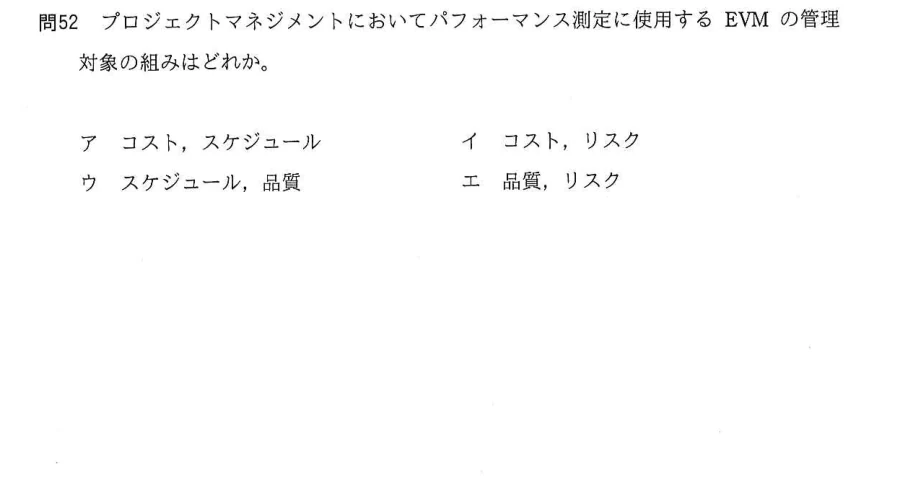 問52 プロジェクトマネジメントにおいてパフォーマンス測定に使用する EVM の管理
対象の組みはどれか。
ア コスト，スケジュール イ コスト，リスク
ウ スケジュール，品質 エ 品質，リスク